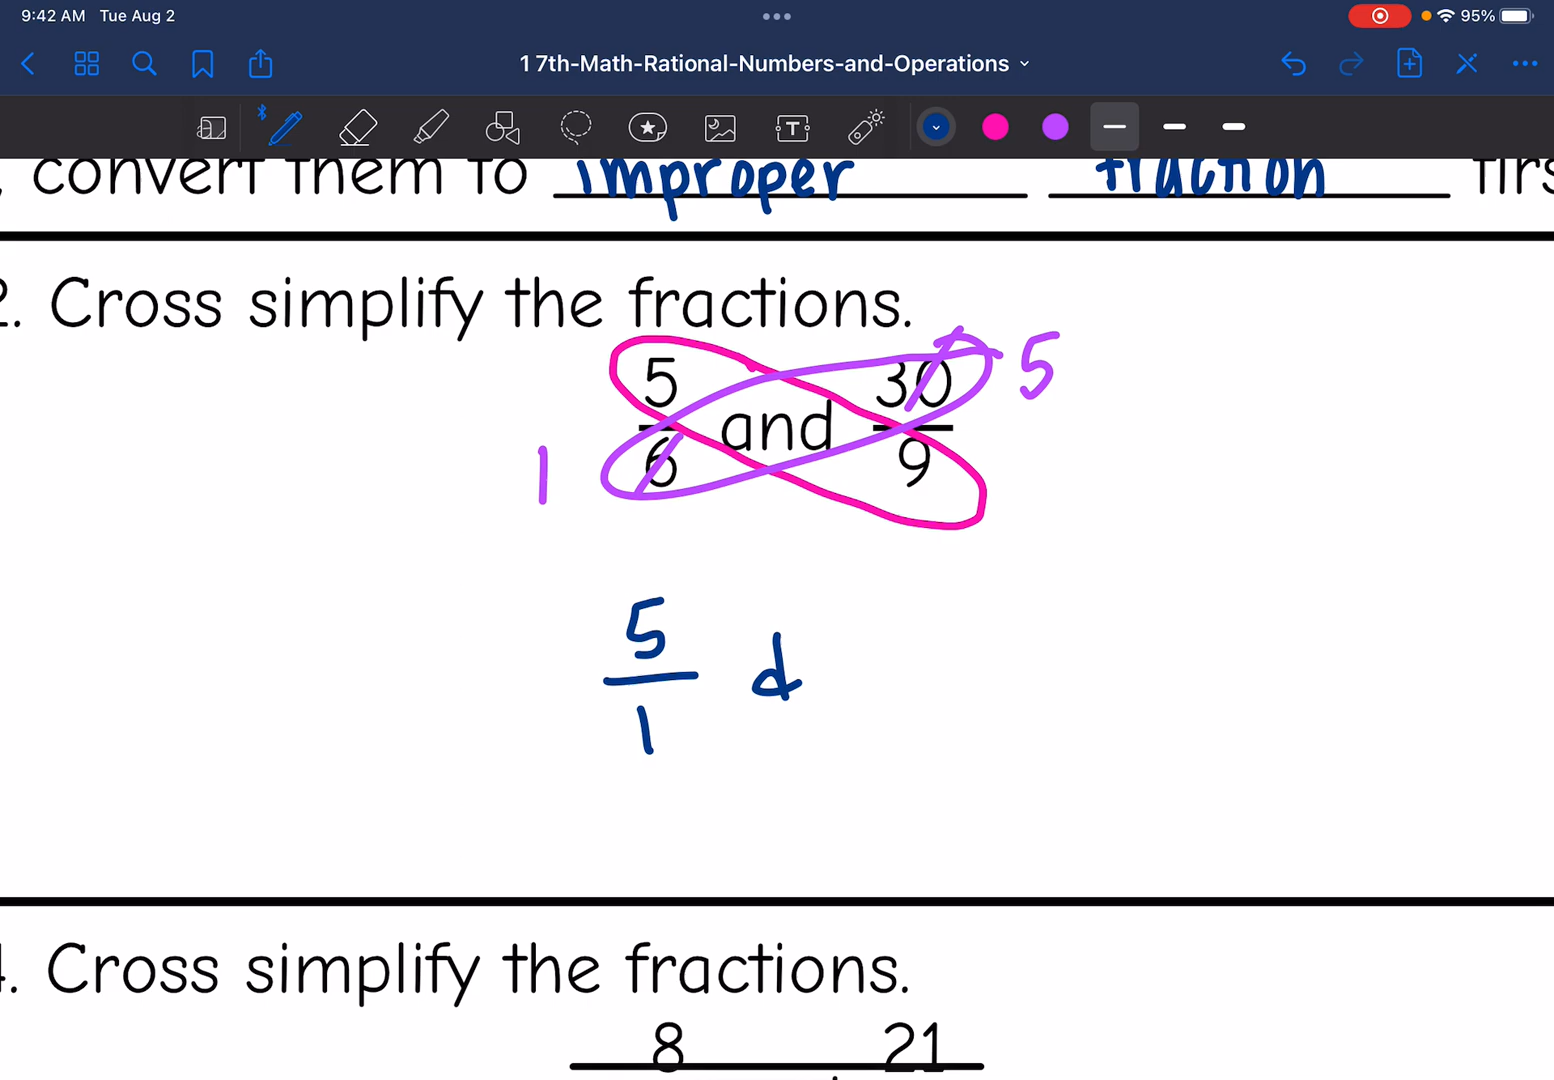 9:42 AM Tue Aug 2
95%
1 7th-Math-Rational-Numbers-and-Operations
T
convert them to improper fraction
2. Cross simplify the fractions.
5 30 5
and
1 6 9
5
d
1
4. Cross simplify the fractions.
8 21